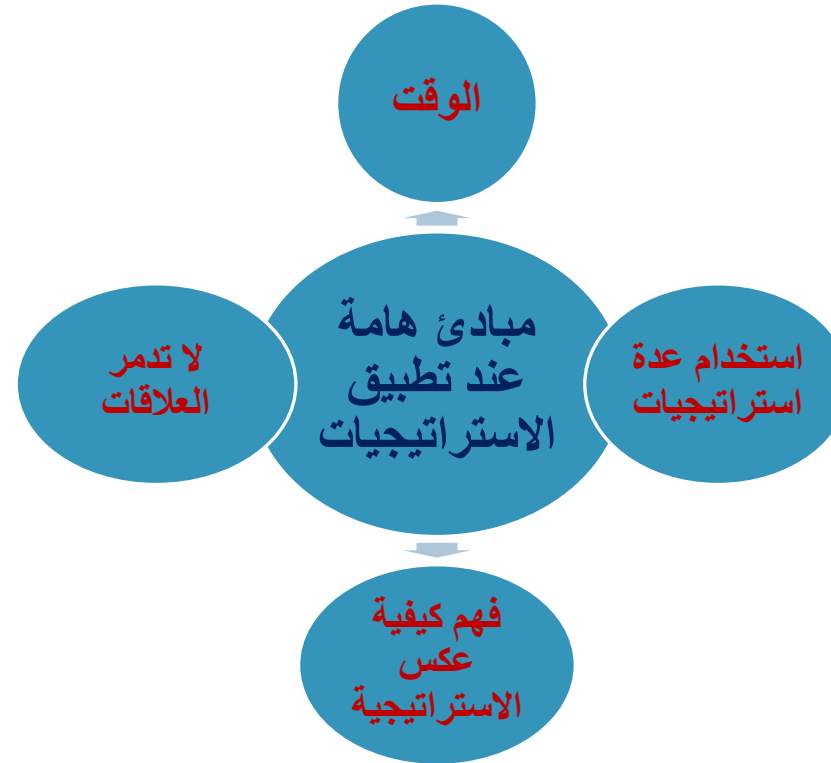 الوقت
مبادئ هامة
عند تطبيق
الاستراتيجيات
استخدام عدة
استراتيجيات
لا تدمر
العلاقات
فهم كيفية
عكس
الاستراتيجية